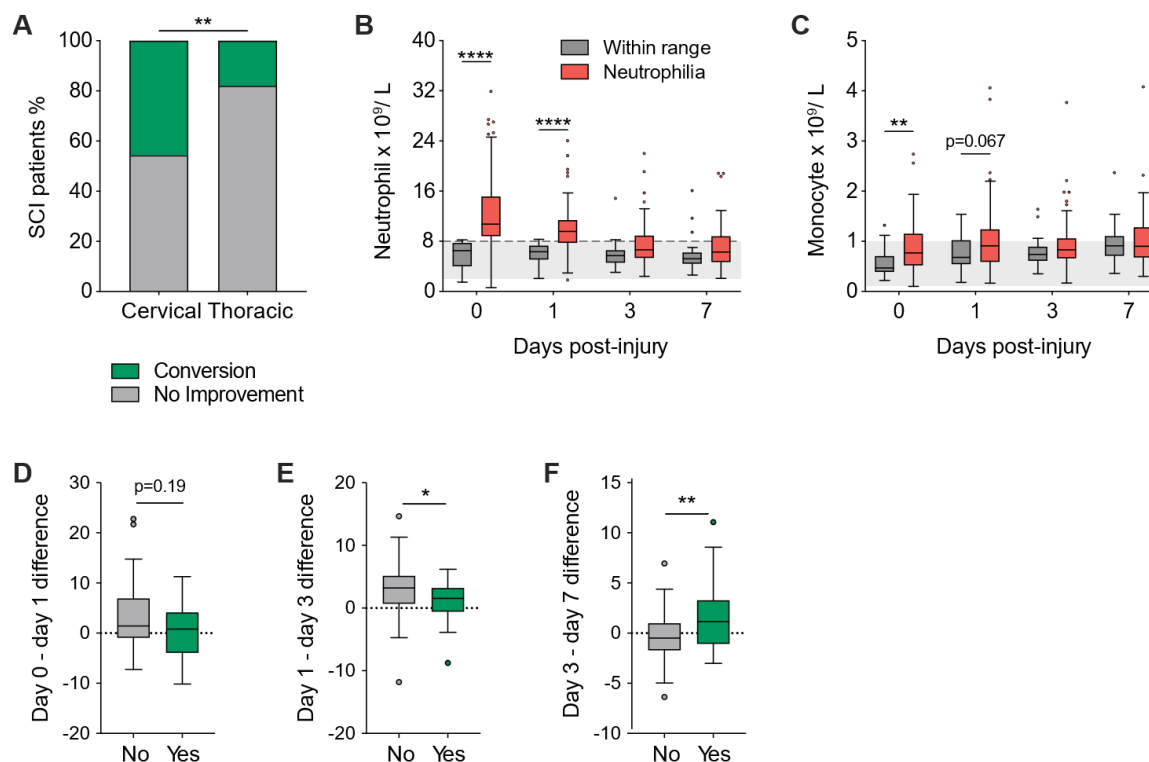 A
**
SCI patients %
100
80
60
40
20
0
Cervical Thoracic
Conversion
No Improvement
B
Neutrophil x 10⁹/ L
40
32
24
16
8
0
****
****
Within range
Neutrophilia
0 1 3 7
Days post-injury
C
Monocyte x 10⁹/ L
5
4
3
2
1
0
**
p=0.067
0 1 3 7
Days post-injury
D
Day 0 - day 1 difference
30
20
10
0
-10
-20
p=0.19
No Yes
E
Day 1 - day 3 difference
20
10
0
-10
-20
*
No Yes
F
Day 3 - day 7 difference
15
10
5
0
-5
-10
**
No Yes